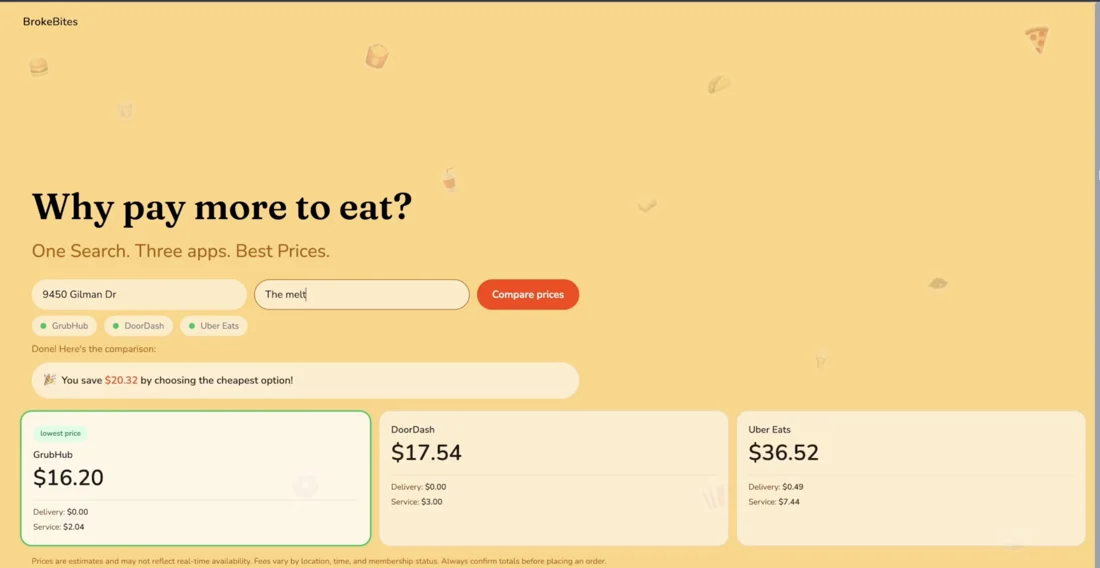 BrokeBites
Why pay more to eat?
One Search. Three apps. Best Prices.
9450 Gilman Dr
The melt
Compare prices
GrubHub
DoorDash
Uber Eats
Done! Here's the comparison:
🎉 You save $20.32 by choosing the cheapest option!
lowest price
GrubHub
$16.20
Delivery: $0.00
Service: $2.04
DoorDash
$17.54
Delivery: $0.00
Service: $3.00
Uber Eats
$36.52
Delivery: $0.49
Service: $7.44
Prices are estimates and may not reflect real-time availability. Fees vary by location, time, and membership status. Always confirm totals before placing an order.